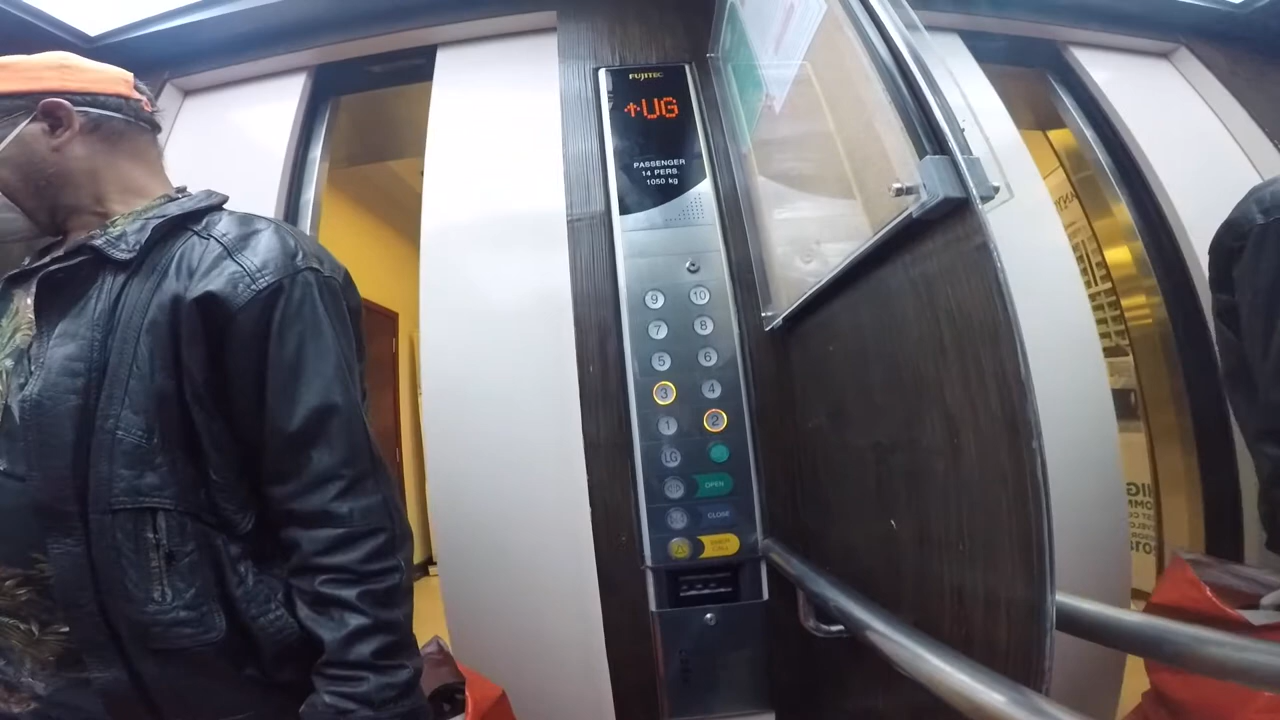 FUJITEC
↑UG
PASSENGER
14 PERS.
1050 kg
9 10
7 8
5 6
3 4
1 2
LG
OPEN
CLOSE